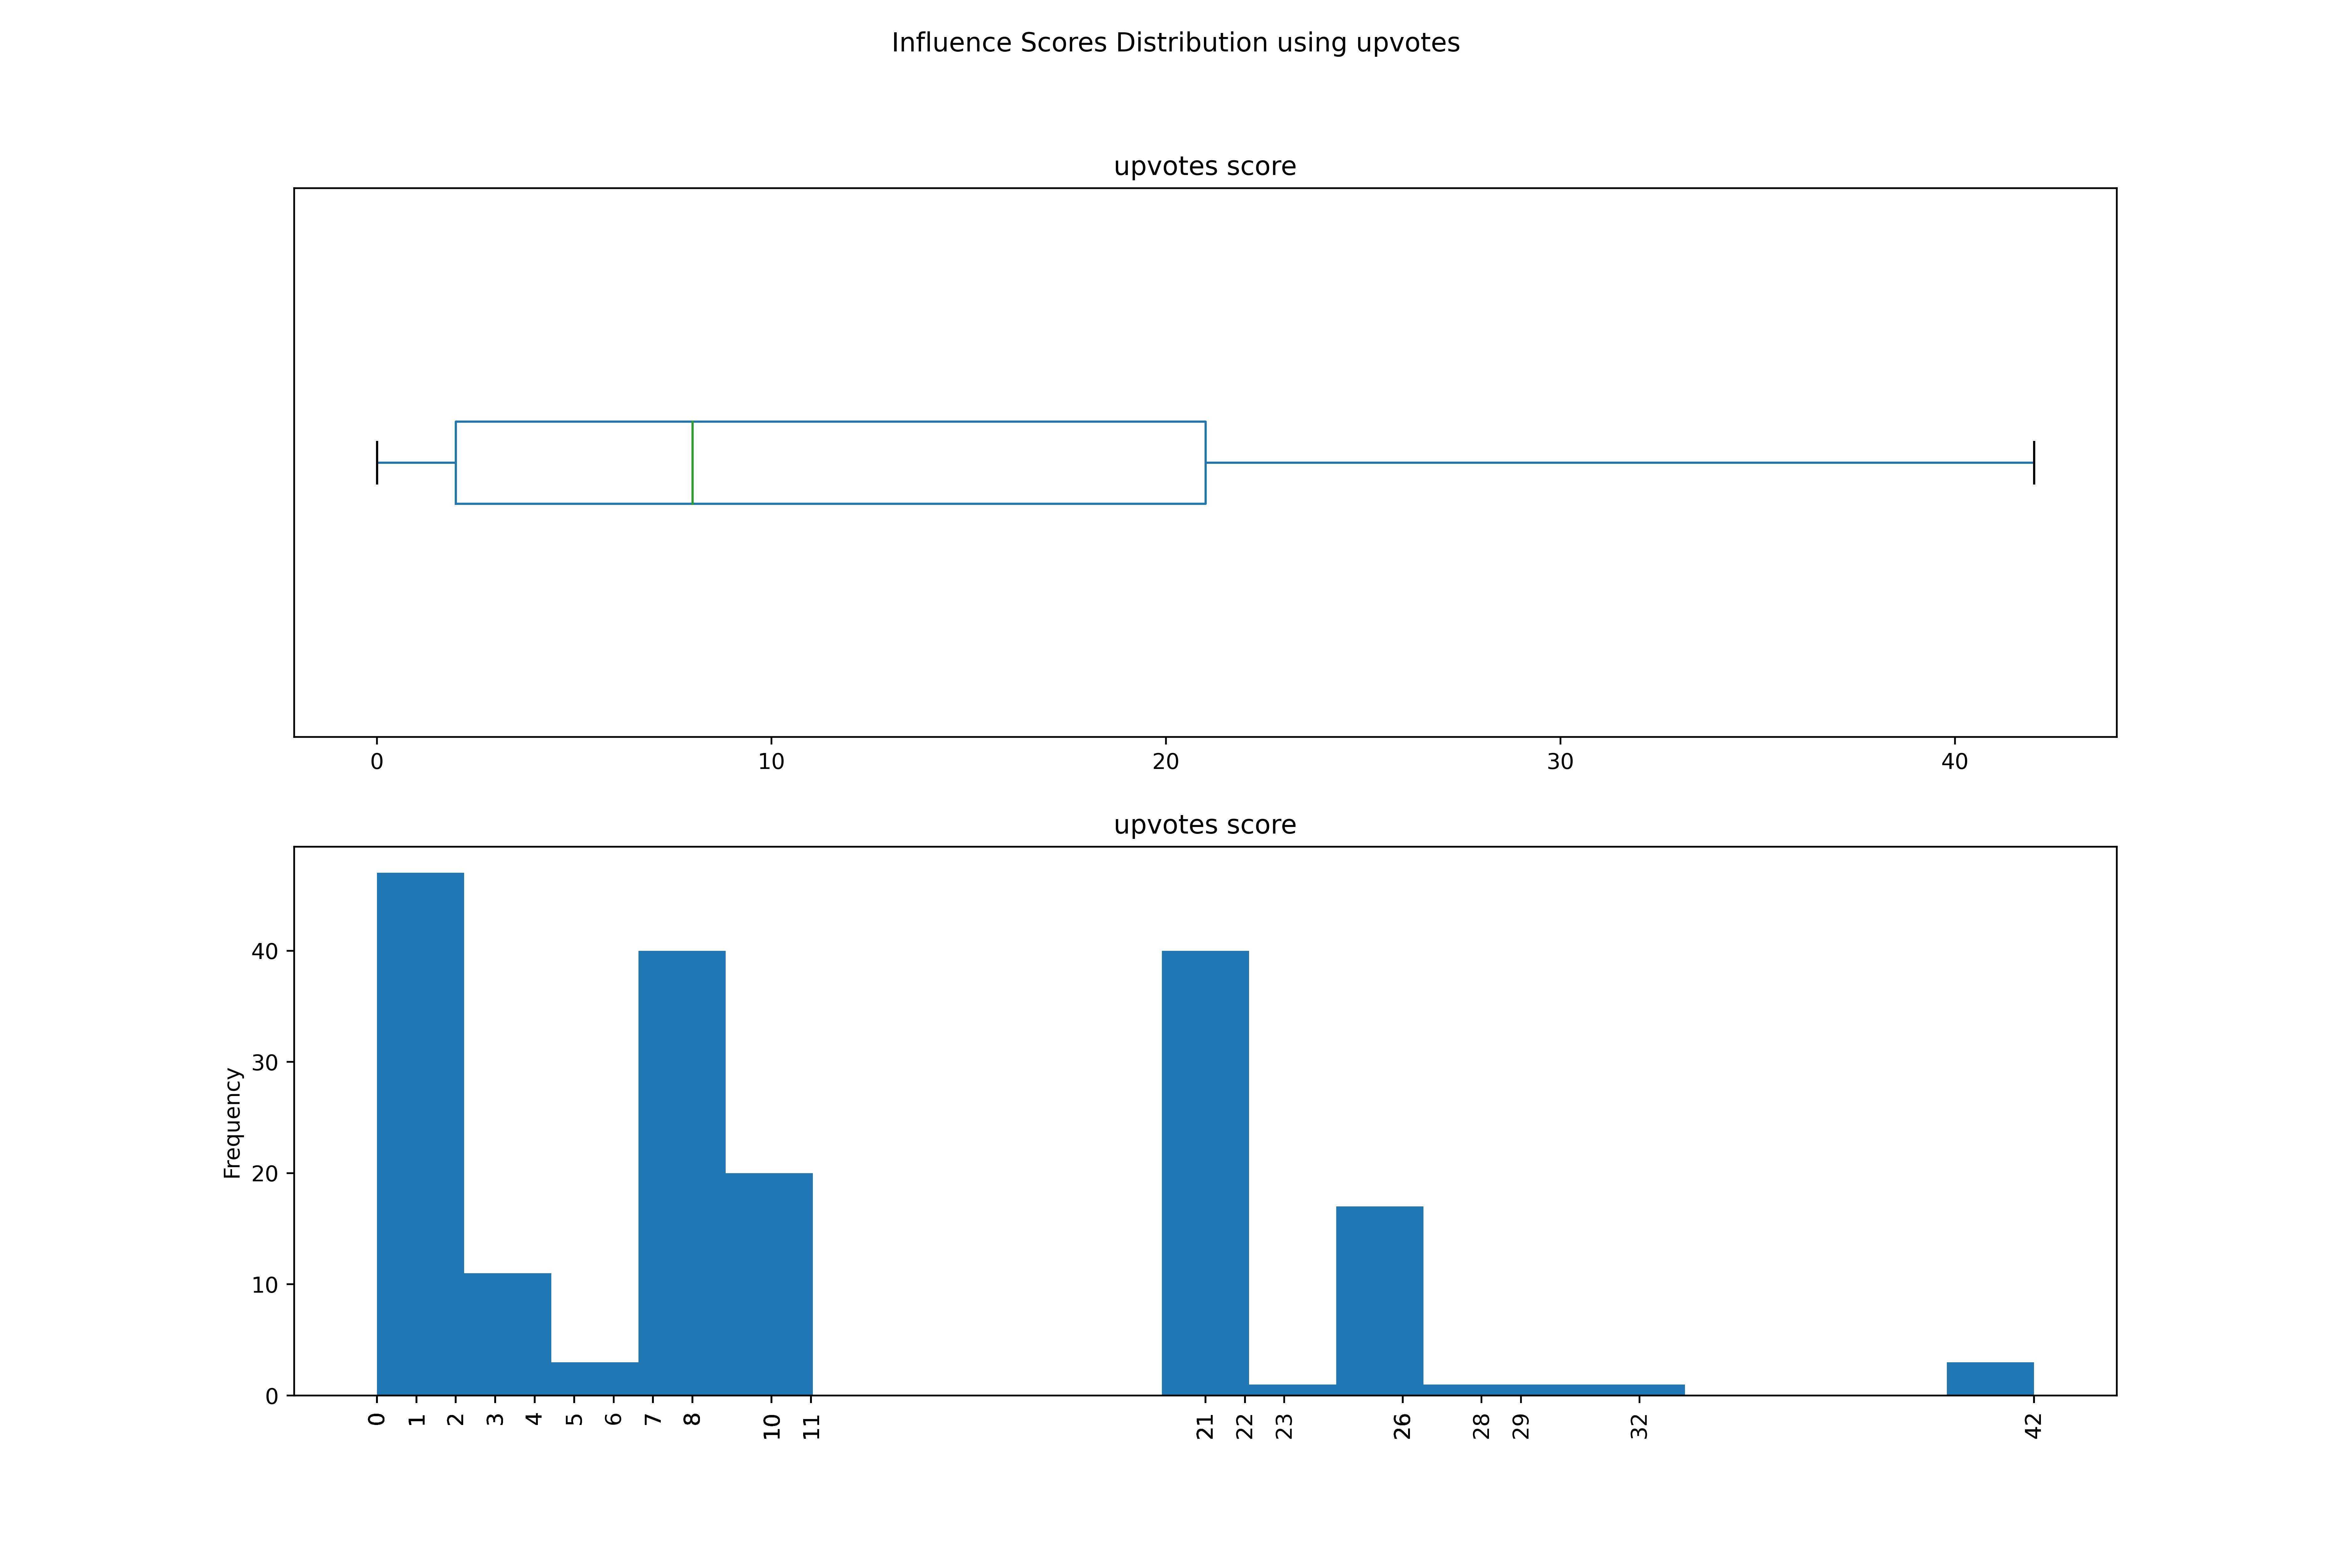 Influence Scores Distribution using upvotes
upvotes score
0 10 20 30 40
upvotes score
Frequency
40
30
20
10
0
0 1 2 3 4 5 6 7 8 10 11 21 22 23 26 28 29 32 42